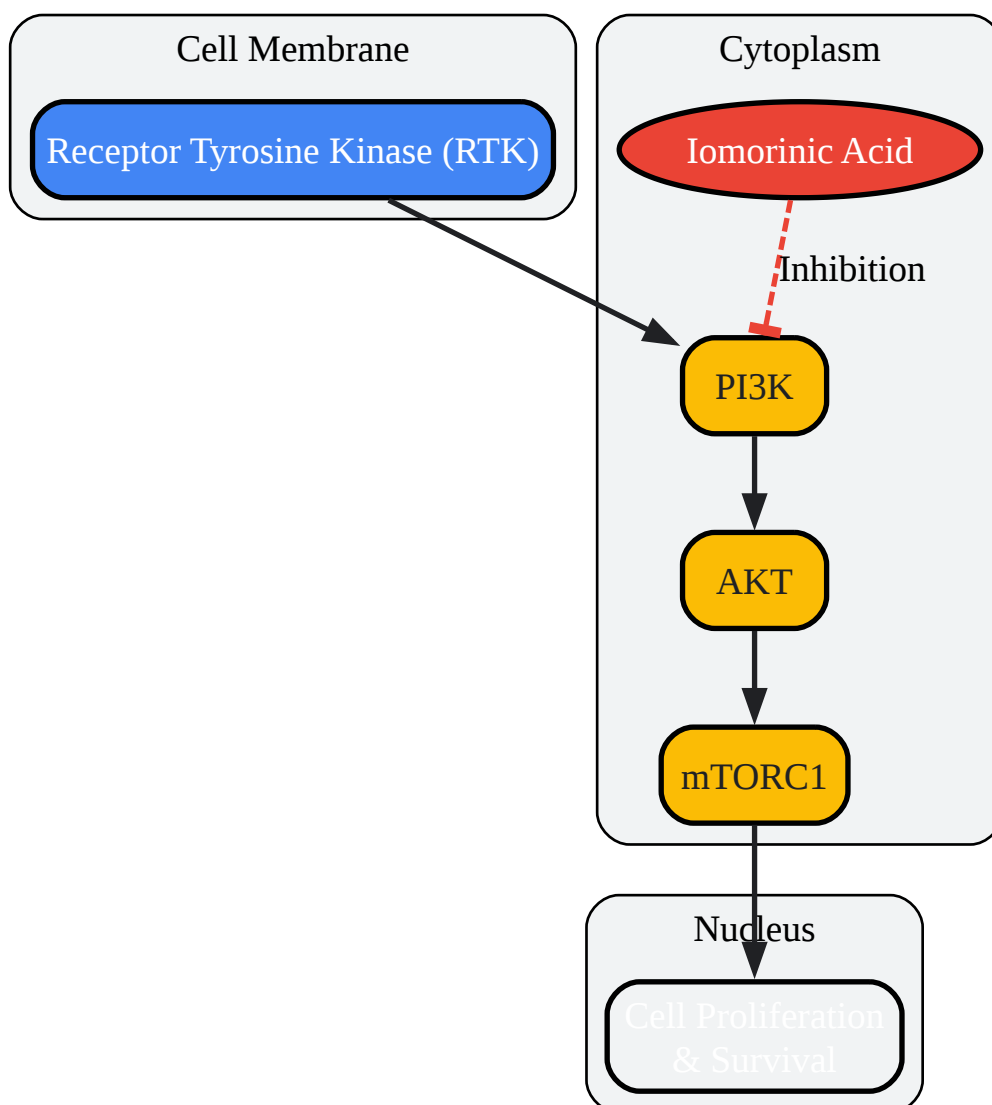 Cell Membrane
Receptor Tyrosine Kinase (RTK)
Cytoplasm
Iomorinic Acid
Inhibition
PI3K
AKT
mTORC1
Nucleus
Cell Proliferation
& Survival